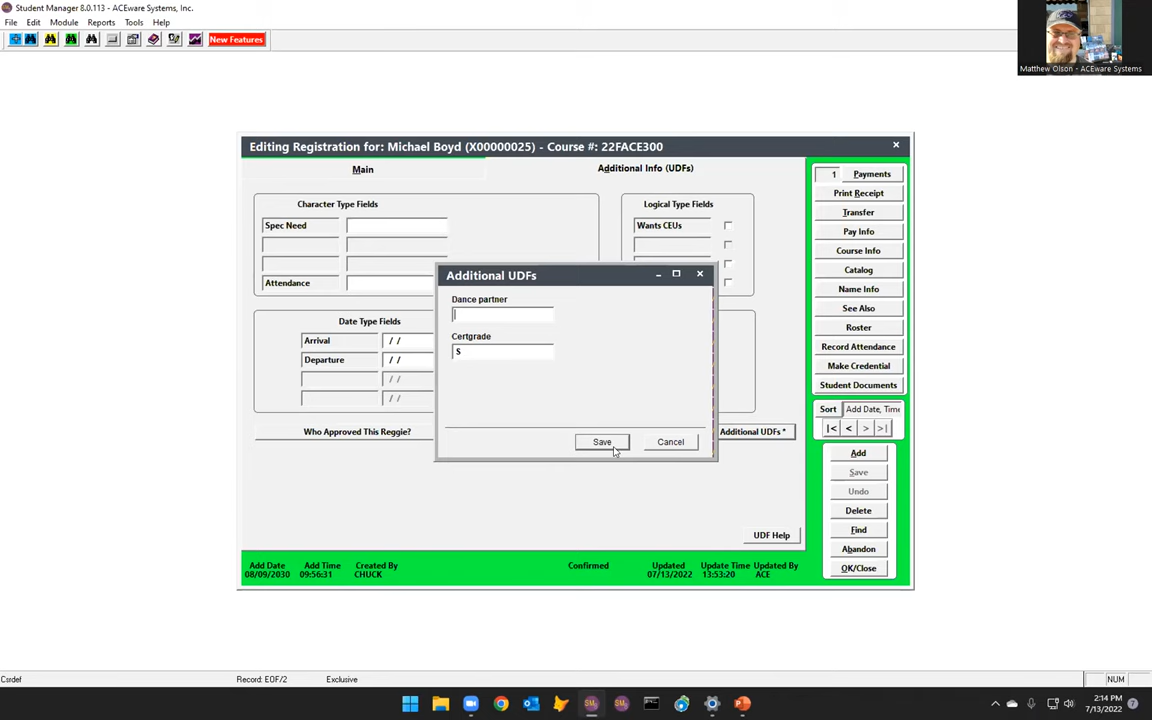 Student Manager 8.0.113 - ACEware Systems, Inc.
File Edit Module Reports Tools Help
New Features
Matthew Olson - ACEware Systems
Editing Registration for: Michael Boyd (X00000025) - Course #: 22FACE300
Main
Additional Info (UDFs)
Character Type Fields
Spec Need
Attendance
Logical Type Fields
Wants CEUs
Date Type Fields
Arrival / /
Departure / /
/ /
/ /
Who Approved This Reggie?
Additional UDFs *
UDF Help
Additional UDFs
Dance partner
Certgrade
S
Save Cancel
1 Payments
Print Receipt
Transfer
Pay Info
Course Info
Catalog
Name Info
See Also
Roster
Record Attendance
Make Credential
Student Documents
Sort Add Date, Time
|< < > >|
Add
Save
Undo
Delete
Find
Abandon
OK/Close
Add Date Add Time Created By Confirmed Updated Update Time Updated By
08/09/2030 09:56:31 CHUCK 07/13/2022 13:53:20 ACE
Csrdef Record: EOF/2 Exclusive NUM
2:14 PM
7/13/2022